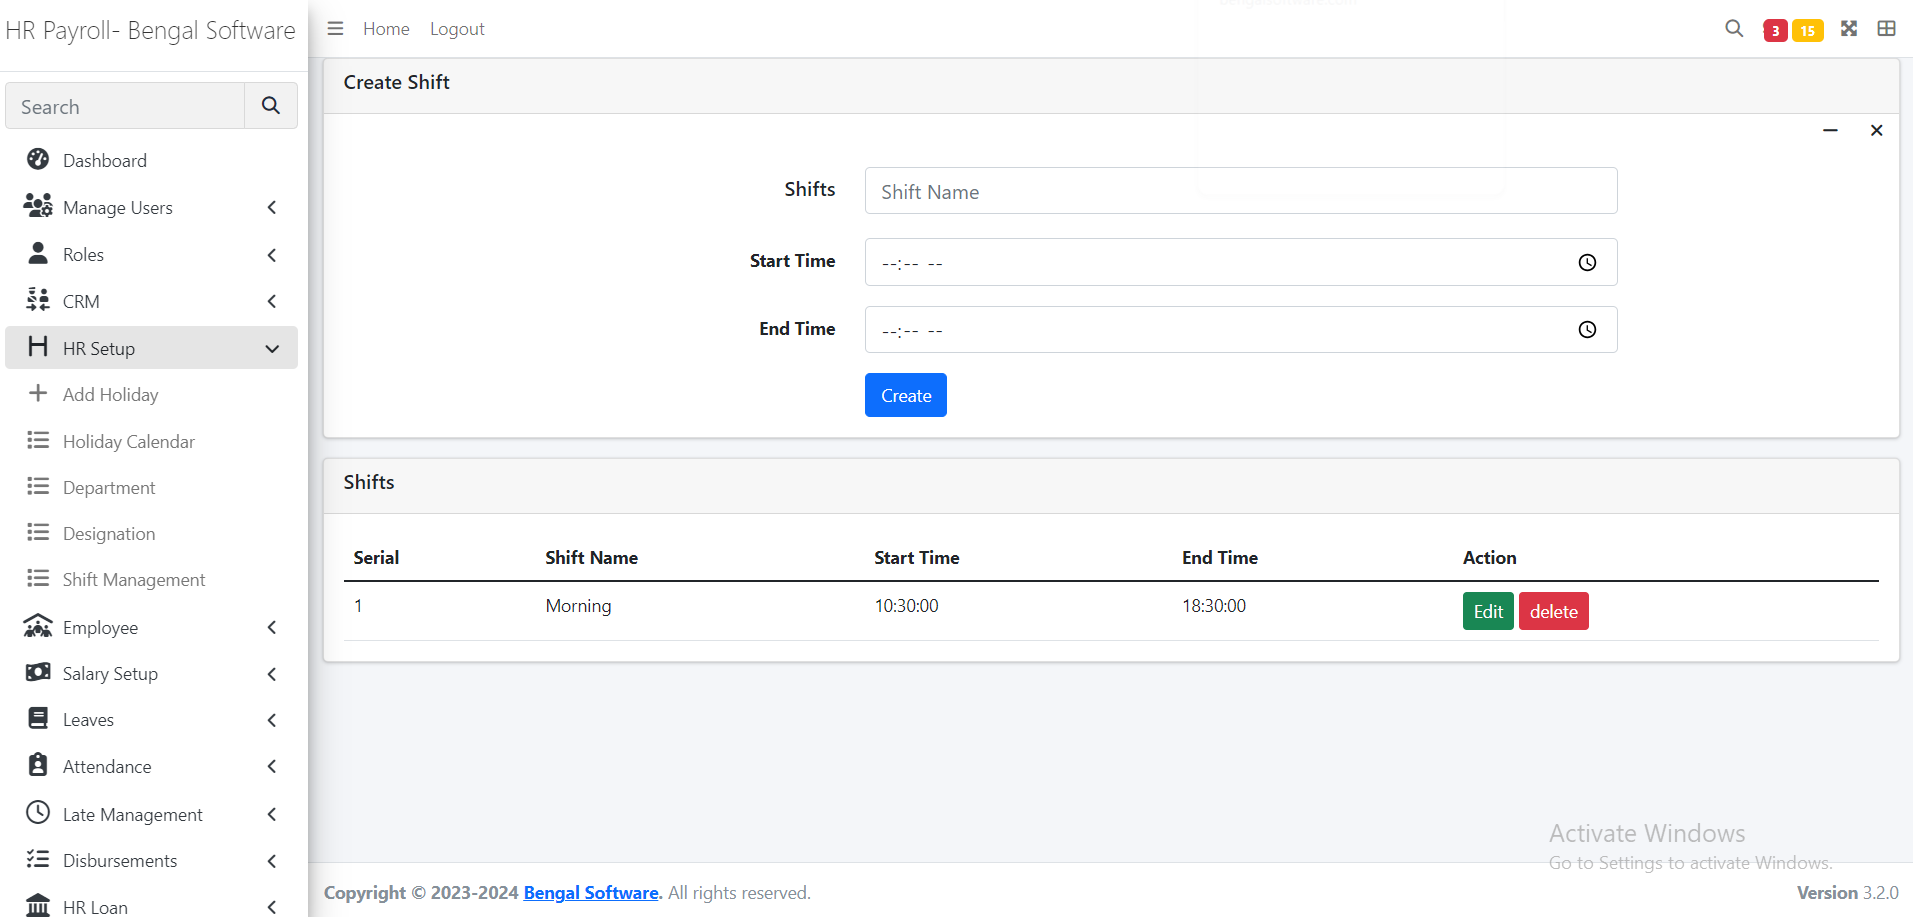 HR Payroll- Bengal Software
Home
Logout
3
15
Search
Dashboard
Manage Users
Roles
CRM
HR Setup
Add Holiday
Holiday Calendar
Department
Designation
Shift Management
Employee
Salary Setup
Leaves
Attendance
Late Management
Disbursements
HR Loan
Create Shift
Shifts
Shift Name
Start Time
--:-- --
End Time
--:-- --
Create
Shifts
Serial Shift Name Start Time End Time Action
1 Morning 10:30:00 18:30:00 Edit delete
Activate Windows
Go to Settings to activate Windows.
Copyright © 2023-2024 Bengal Software. All rights reserved.
Version 3.2.0